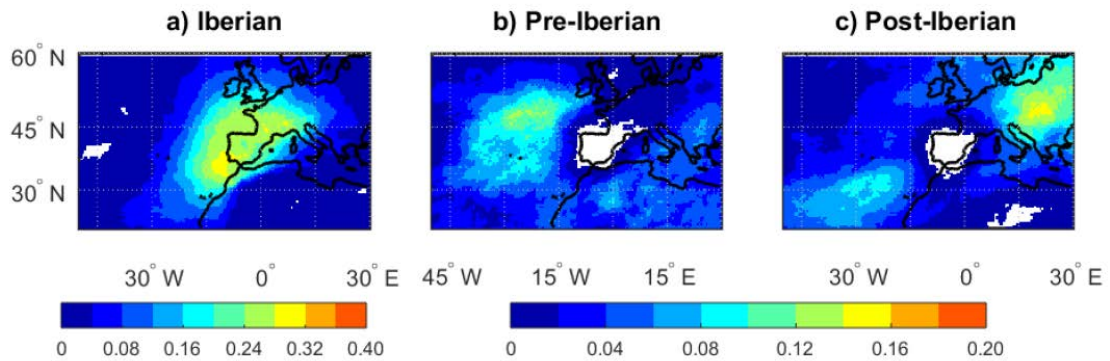 a) Iberian b) Pre-Iberian c) Post-Iberian
60° N
45° N
30° N
30° W 0° 30° E 45° W 15° W 15° E 30° W 0° 30° E
0 0.08 0.16 0.24 0.32 0.40 0 0.04 0.08 0.12 0.16 0.20